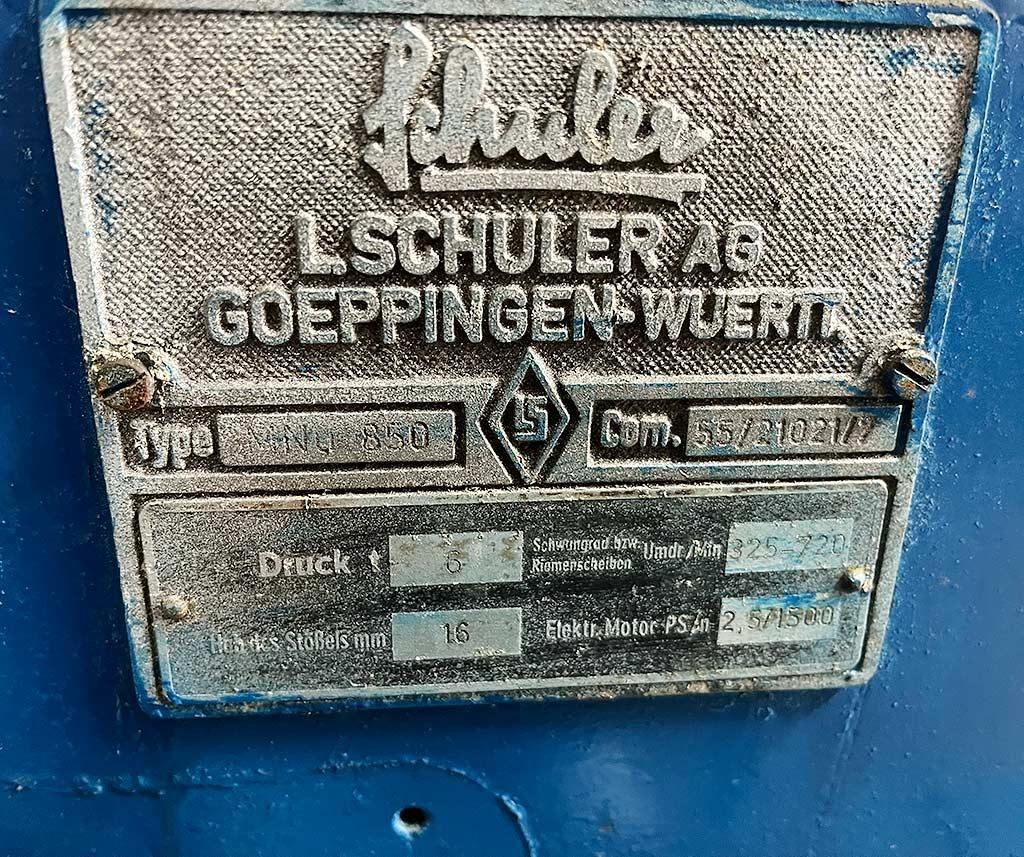 Schuler
L.SCHULER AG
GOEPPINGEN-WUERTT.
Type 850
LS
Com. 55/21021/7
Druck t 6
Schwungrad bzw. Riemenscheiben Umdr/Min 325-720
Hub des Stößels mm 16
Elektr. Motor PS/n 2,5/1500